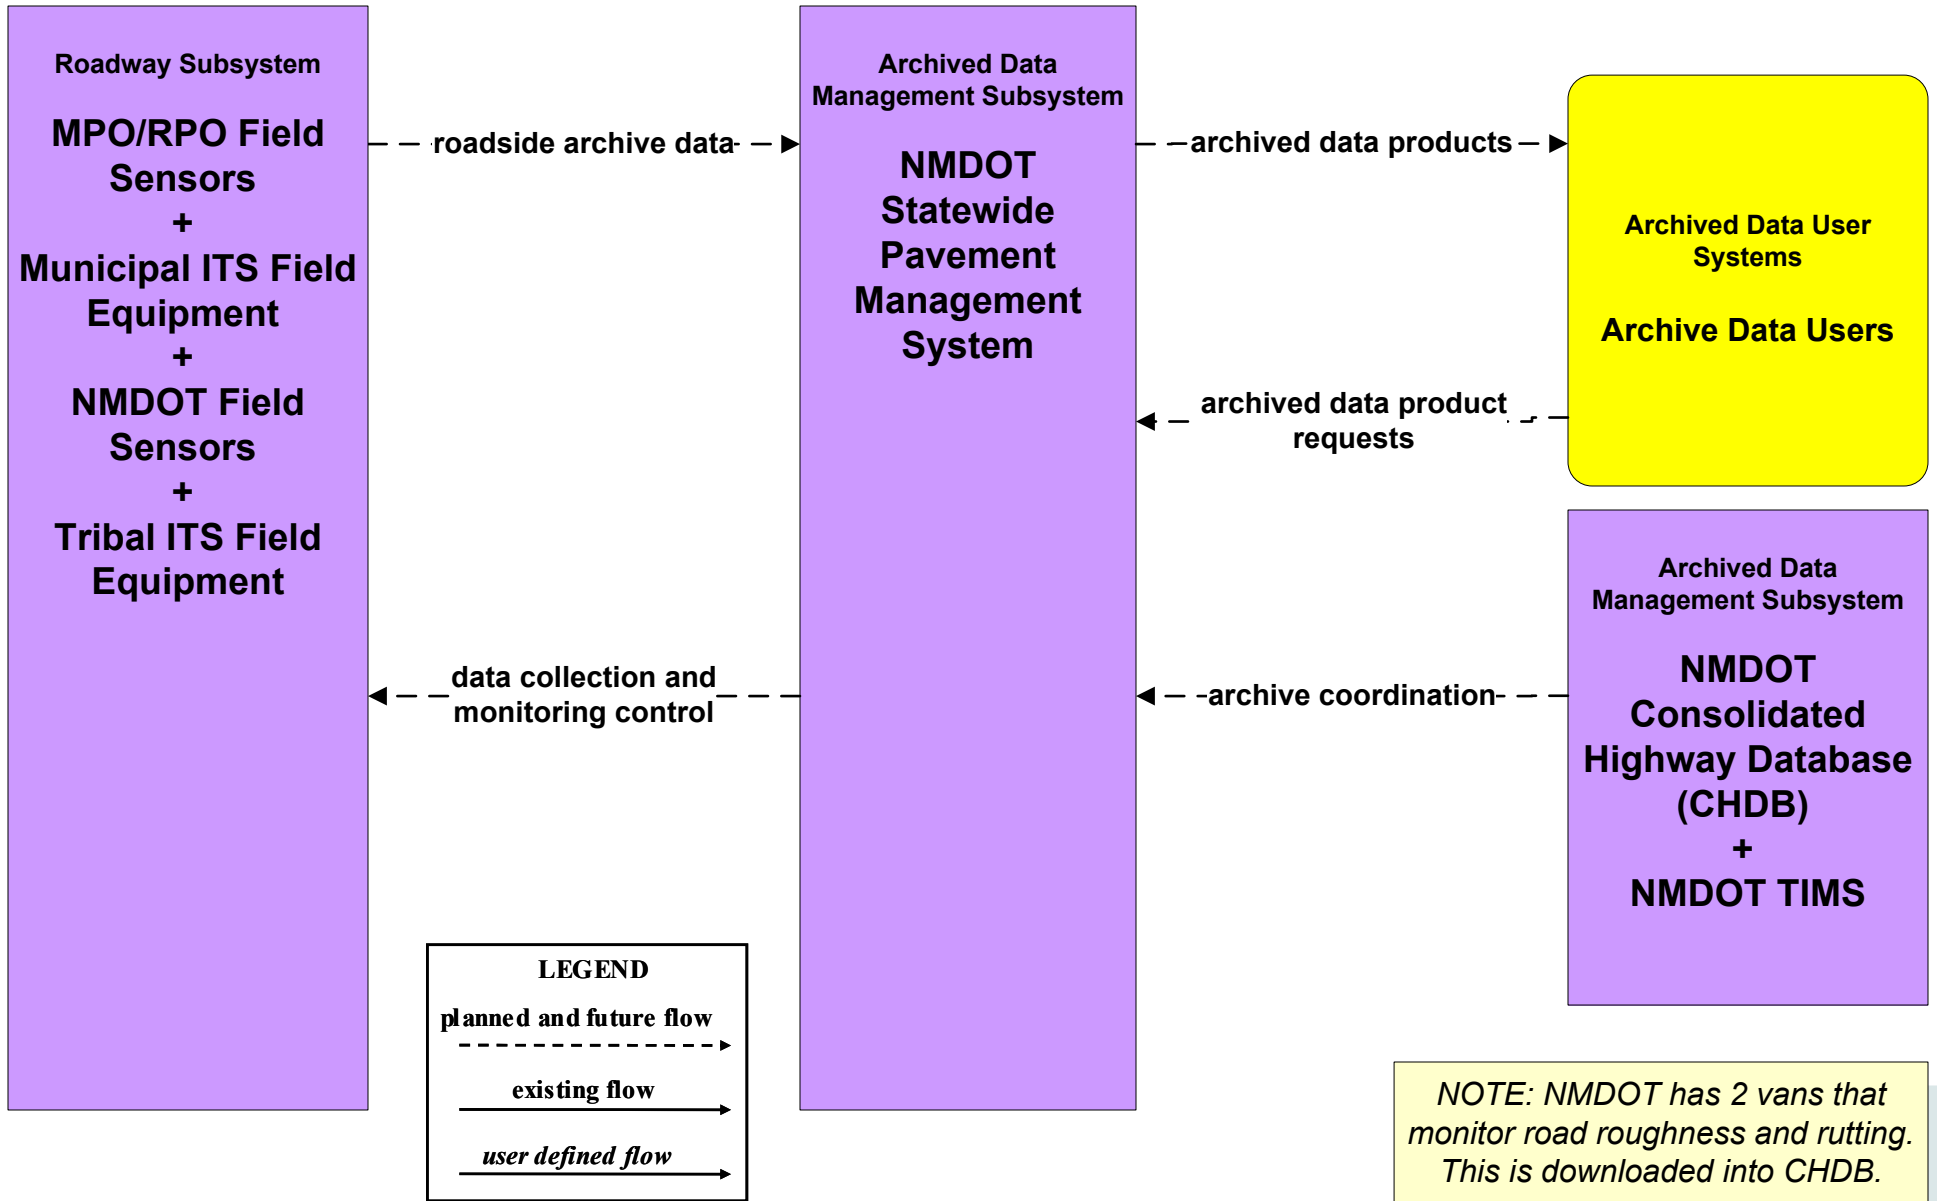 Roadway Subsystem
MPO/RPO Field
Sensors
+
Municipal ITS Field
Equipment
+
NMDOT Field
Sensors
+
Tribal ITS Field
Equipment
roadside archive data
data collection and
monitoring control
Archived Data
Management Subsystem
NMDOT
Statewide
Pavement
Management
System
archived data products
archived data product
requests
archive coordination
Archived Data User
Systems
Archive Data Users
Archived Data
Management Subsystem
NMDOT
Consolidated
Highway Database
(CHDB)
+
NMDOT TIMS
LEGEND
planned and future flow
existing flow
user defined flow
NOTE: NMDOT has 2 vans that
monitor road roughness and rutting.
This is downloaded into CHDB.